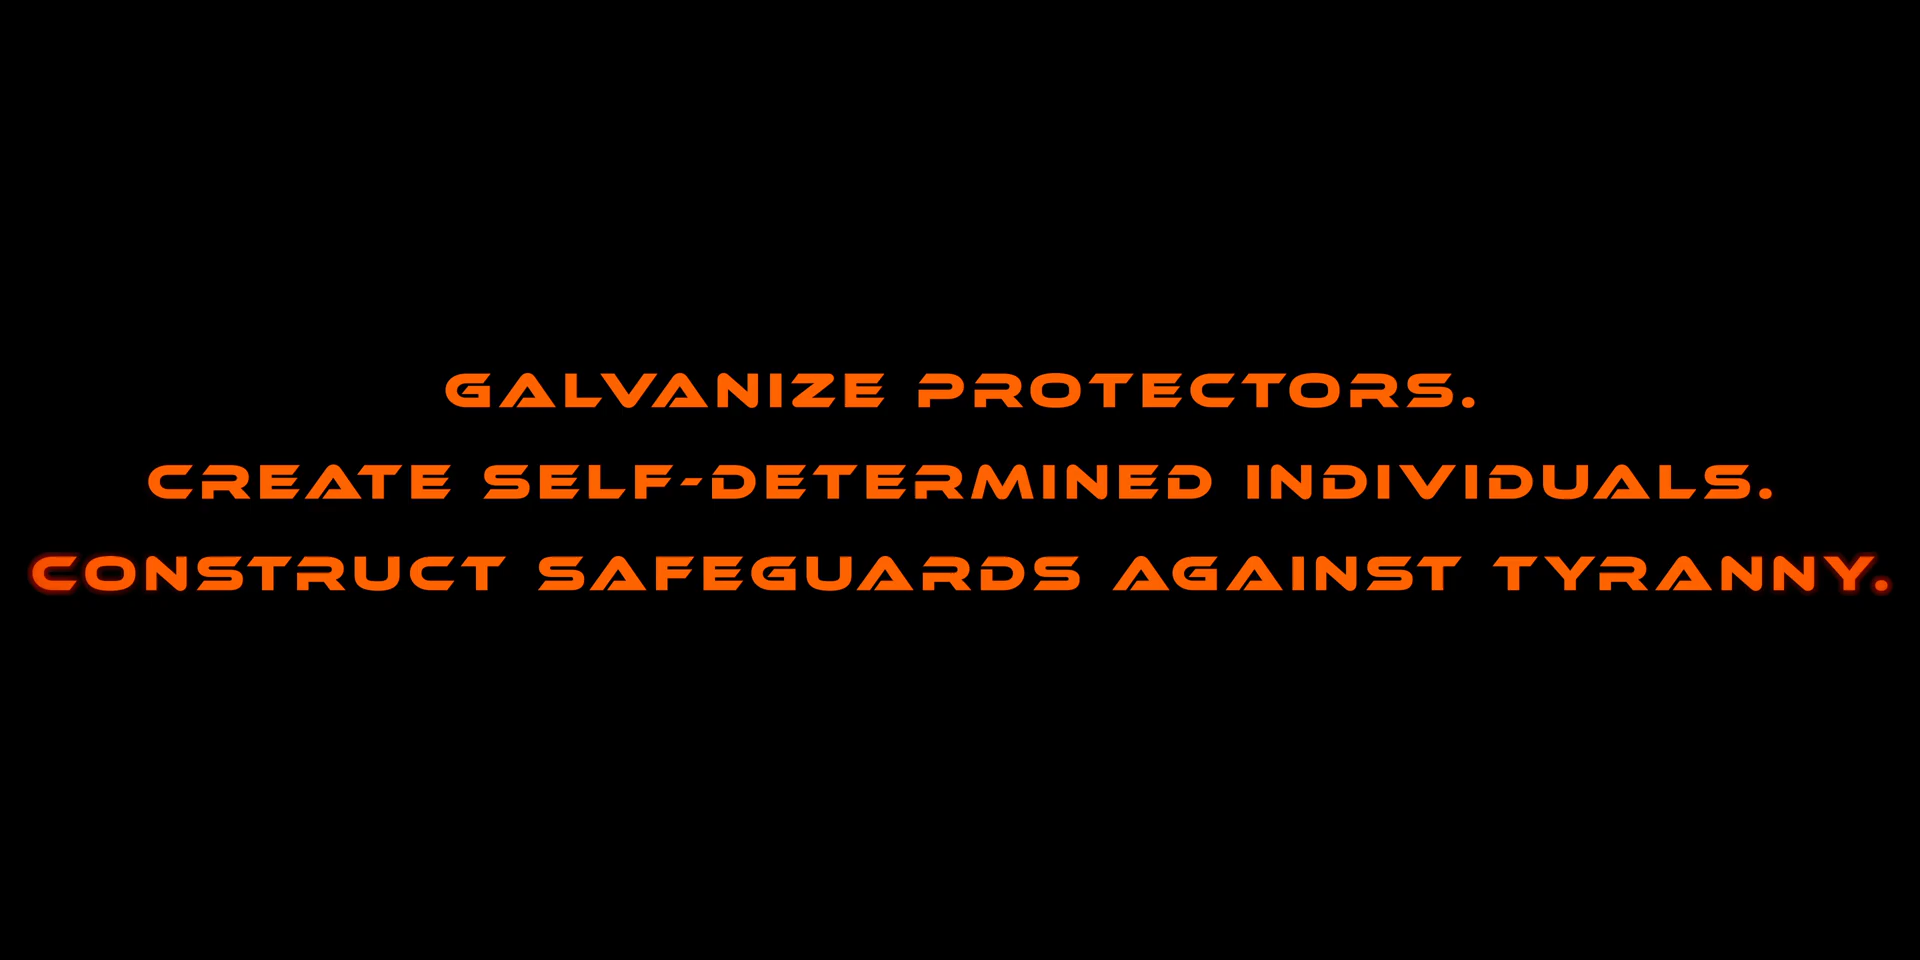 GALVANIZE PROTECTORS.
CREATE SELF-DETERMINED INDIVIDUALS.
CONSTRUCT SAFEGUARDS AGAINST TYRANNY.